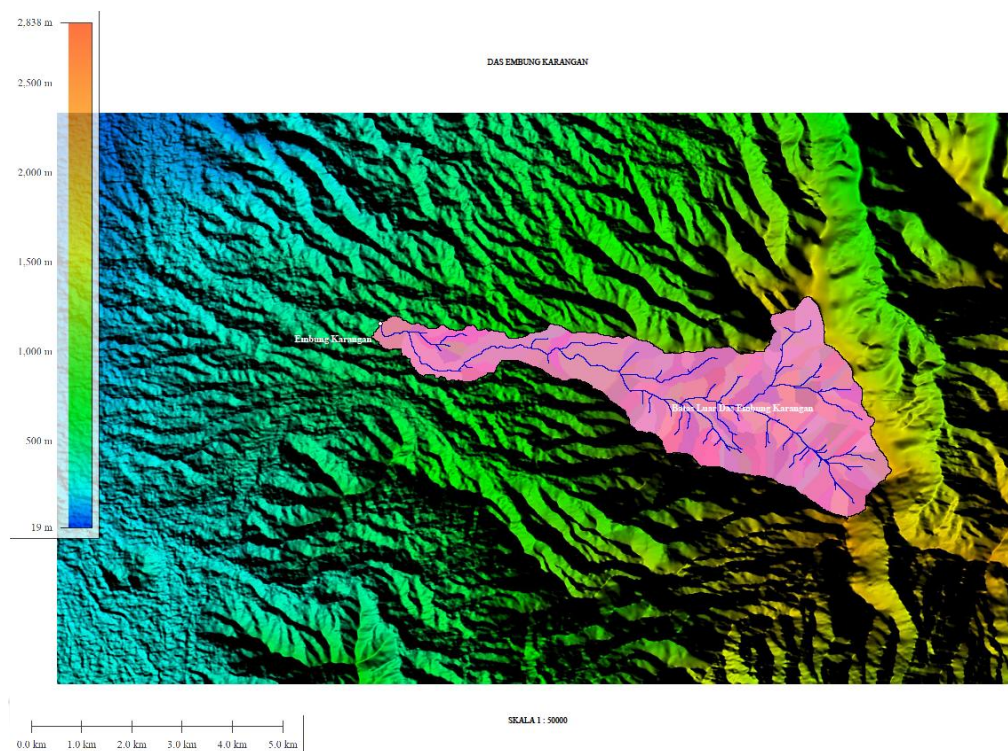 2,838 m
DAS EMBUNG KARANGAN
2,500 m
2,000 m
1,500 m
Embung Karangan
1,000 m
Batas Luar Das Embung Karangan
500 m
19 m
SKALA 1 : 50000
0.0 km 1.0 km 2.0 km 3.0 km 4.0 km 5.0 km